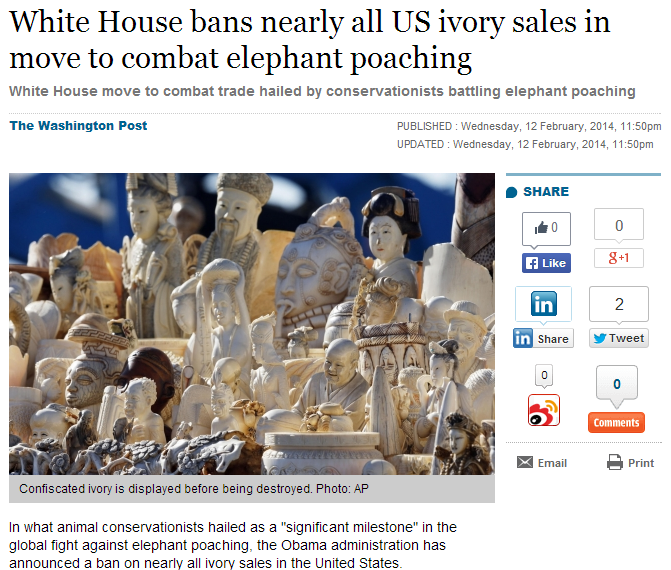 White House bans nearly all US ivory sales in
move to combat elephant poaching
White House move to combat trade hailed by conservationists battling elephant poaching
The Washington Post
PUBLISHED : Wednesday, 12 February, 2014, 11:50pm
UPDATED : Wednesday, 12 February, 2014, 11:50pm
SHARE
0
0
f Like
g+1
in
2
in Share
Tweet
0
0
Comments
Email
Print
Confiscated ivory is displayed before being destroyed. Photo: AP
In what animal conservationists hailed as a "significant milestone" in the
global fight against elephant poaching, the Obama administration has
announced a ban on nearly all ivory sales in the United States.